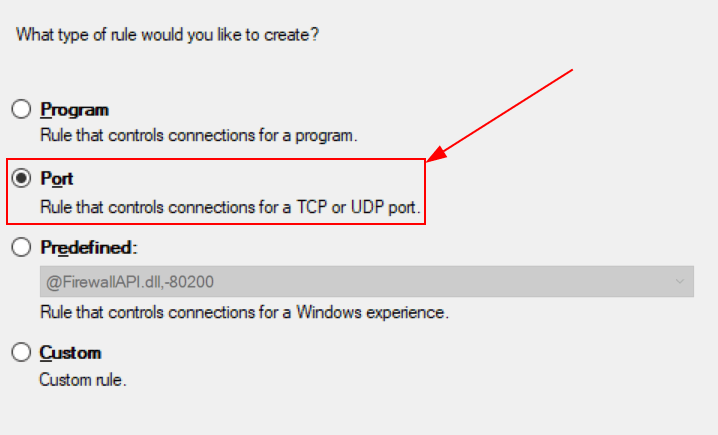 What type of rule would you like to create?
Program
Rule that controls connections for a program.
Port
Rule that controls connections for a TCP or UDP port.
Predefined:
@FirewallAPI.dll,-80200
Rule that controls connections for a Windows experience.
Custom
Custom rule.